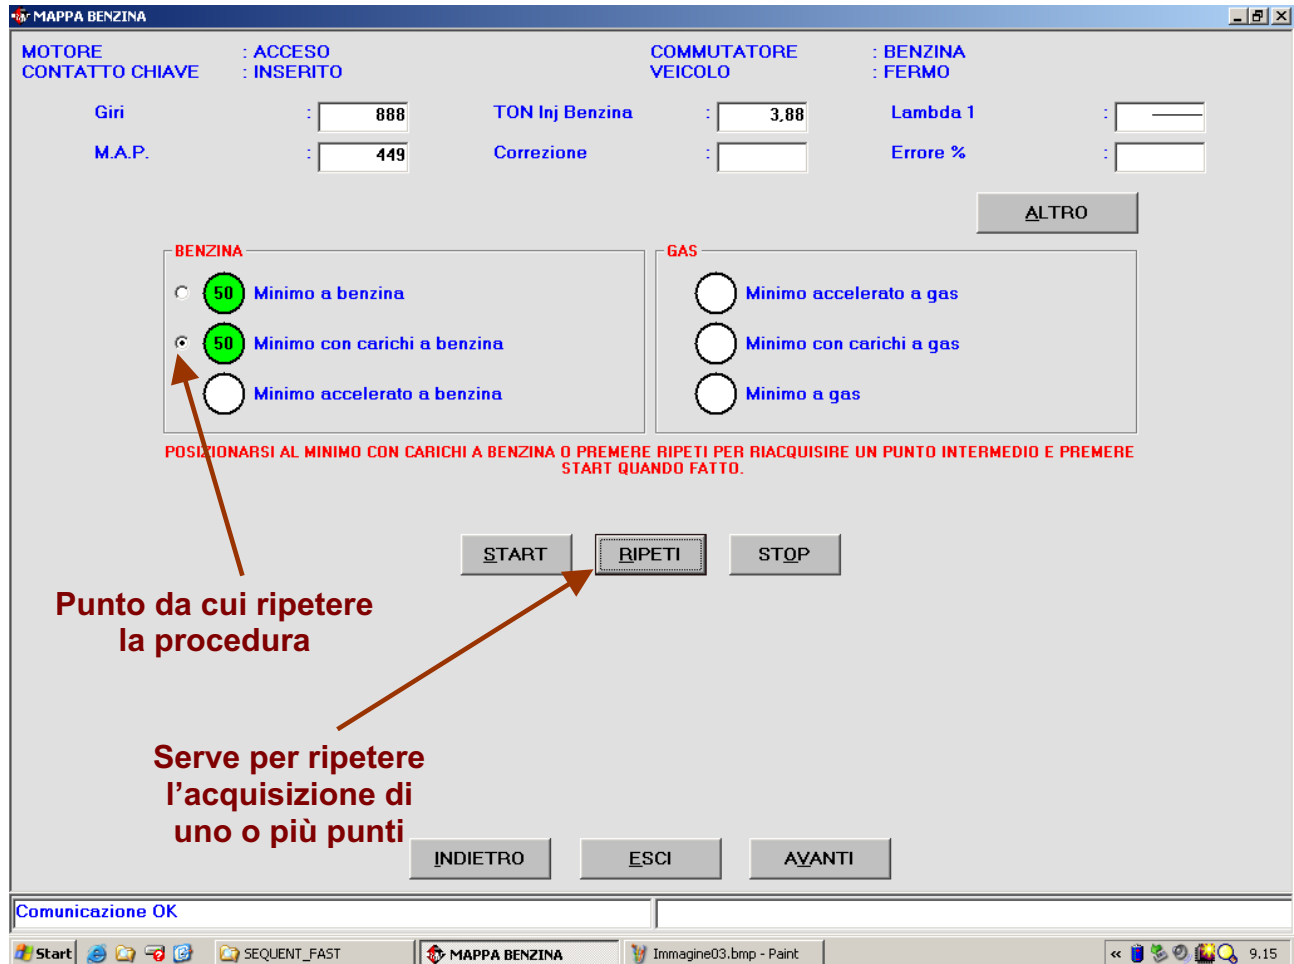 MAPPA BENZINA
MOTORE : ACCESO COMMUTATORE : BENZINA
CONTATTO CHIAVE : INSERITO VEICOLO : FERMO
Giri : 888 TON Inj Benzina : 3,88 Lambda 1 : ———
M.A.P. : 449 Correzione : Errore % :
ALTRO
BENZINA
50 Minimo a benzina
50 Minimo con carichi a benzina
Minimo accelerato a benzina
GAS
Minimo accelerato a gas
Minimo con carichi a gas
Minimo a gas
POSIZIONARSI AL MINIMO CON CARICHI A BENZINA O PREMERE RIPETI PER RIACQUISIRE UN PUNTO INTERMEDIO E PREMERE
START QUANDO FATTO.
START RIPETI STOP
Punto da cui ripetere
la procedura
Serve per ripetere
l’acquisizione di
uno o più punti
INDIETRO ESCI AVANTI
Comunicazione OK
Start SEQUENT_FAST MAPPA BENZINA Immagine03.bmp - Paint « 9.15